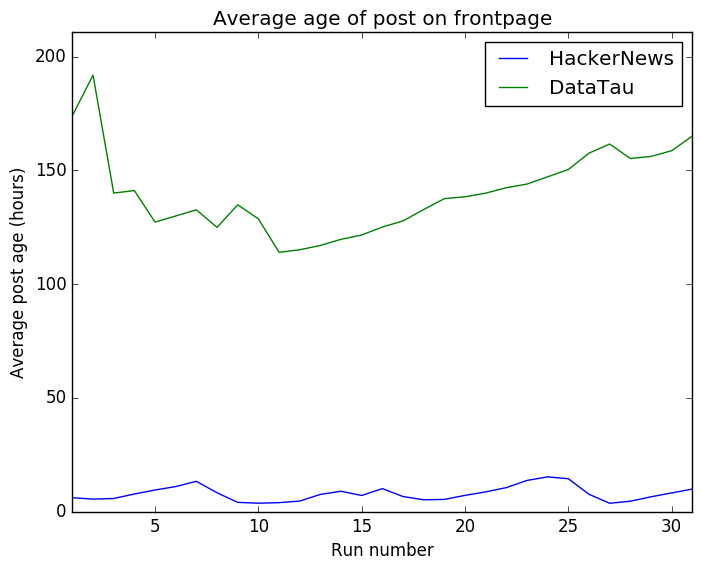 Average age of post on frontpage
HackerNews
DataTau
Average post age (hours)
200
150
100
50
0
5 10 15 20 25 30
Run number